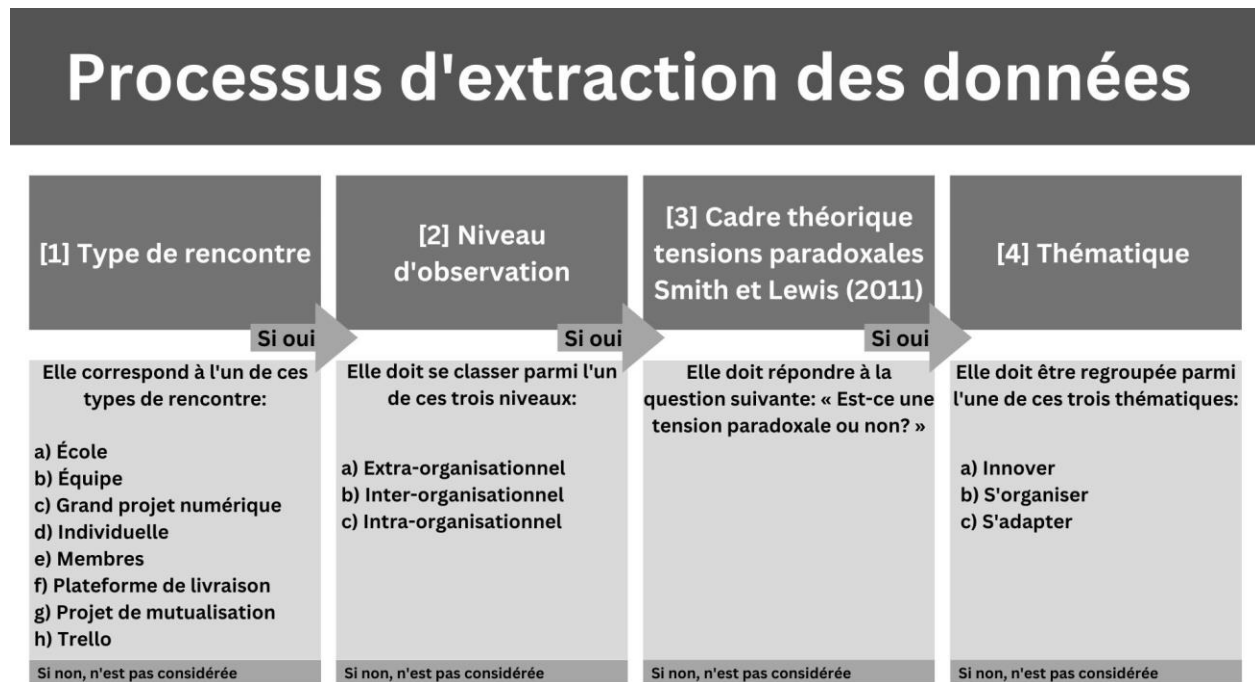 Processus d'extraction des données
[1] Type de rencontre
Si oui
Elle correspond à l'un de ces
types de rencontre:
a) École
b) Équipe
c) Grand projet numérique
d) Individuelle
e) Membres
f) Plateforme de livraison
g) Projet de mutualisation
h) Trello
Si non, n'est pas considérée
[2] Niveau
d'observation
Si oui
Elle doit se classer parmi l'un
de ces trois niveaux:
a) Extra-organisationnel
b) Inter-organisationnel
c) Intra-organisationnel
Si non, n'est pas considérée
[3] Cadre théorique
tensions paradoxales
Smith et Lewis (2011)
Si oui
Elle doit répondre à la
question suivante: « Est-ce une
tension paradoxale ou non? »
Si non, n'est pas considérée
[4] Thématique
Elle doit être regroupée parmi
l'une de ces trois thématiques:
a) Innover
b) S'organiser
c) S'adapter
Si non, n'est pas considérée